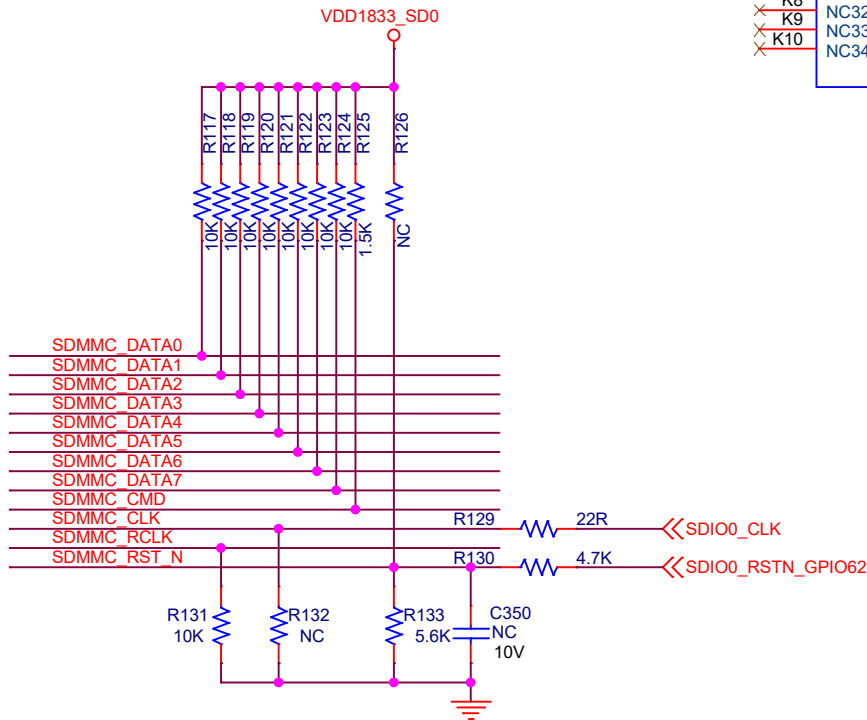 VDD1833_SD0
K8
NC32
K9
NC33
K10
NC34
R117
R118
R119
R120
R121
R122
R123
R124
R125
R126
10K
10K
10K
10K
10K
10K
10K
10K
1.5K
NC
SDMMC_DATA0
SDMMC_DATA1
SDMMC_DATA2
SDMMC_DATA3
SDMMC_DATA4
SDMMC_DATA5
SDMMC_DATA6
SDMMC_DATA7
SDMMC_CMD
SDMMC_CLK
R129
22R
SDIO0_CLK
SDMMC_RCLK
SDMMC_RST_N
R130
4.7K
SDIO0_RSTN_GPIO62
R131
10K
R132
NC
R133
5.6K
C350
NC
10V